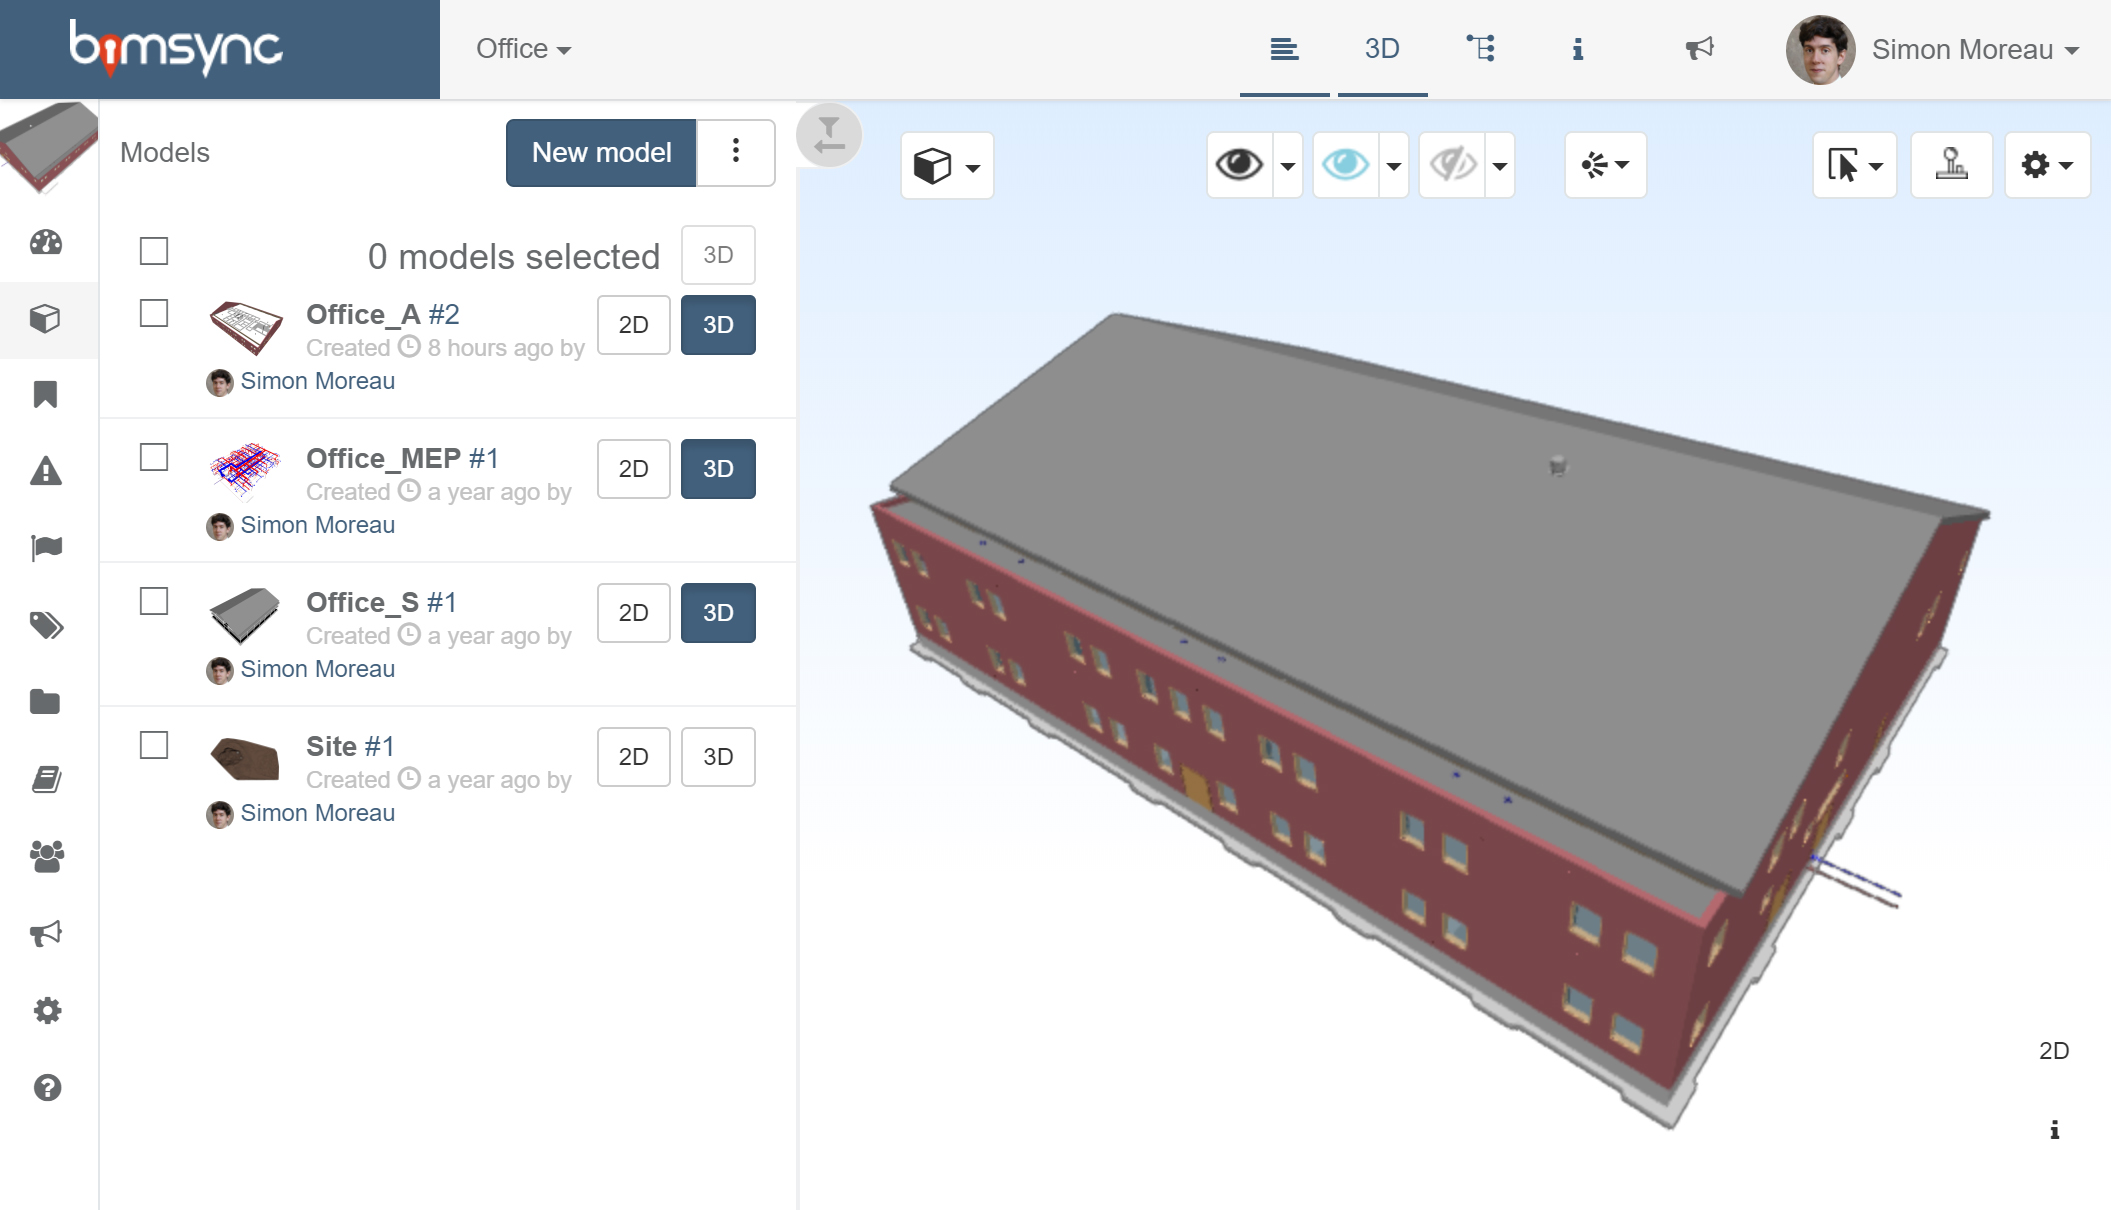 bimsync
Office
3D
Simon Moreau
Models
New model
0 models selected
3D
Office_A #2
Created 8 hours ago by
Simon Moreau
2D
3D
Office_MEP #1
Created a year ago by
Simon Moreau
2D
3D
Office_S #1
Created a year ago by
Simon Moreau
2D
3D
Site #1
Created a year ago by
Simon Moreau
2D
3D
2D